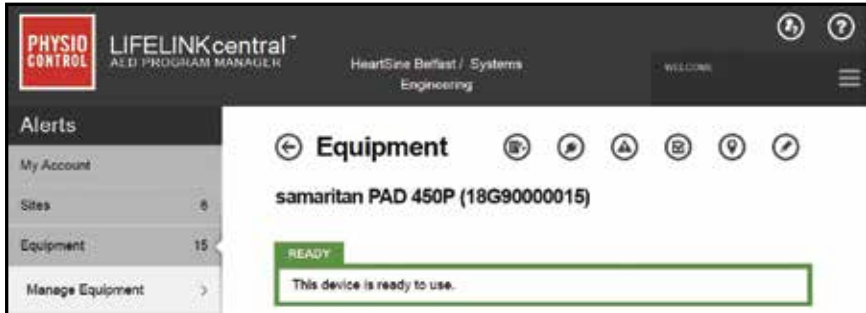 PHYSIO
CONTROL
LIFELINKcentral™
AED PROGRAM MANAGER
HeartSine Belfast / Systems
Engineering
WELCOME
Alerts
My Account
Sites 6
Equipment 15
Manage Equipment >
Equipment
samaritan PAD 450P (18G90000015)
READY
This device is ready to use.